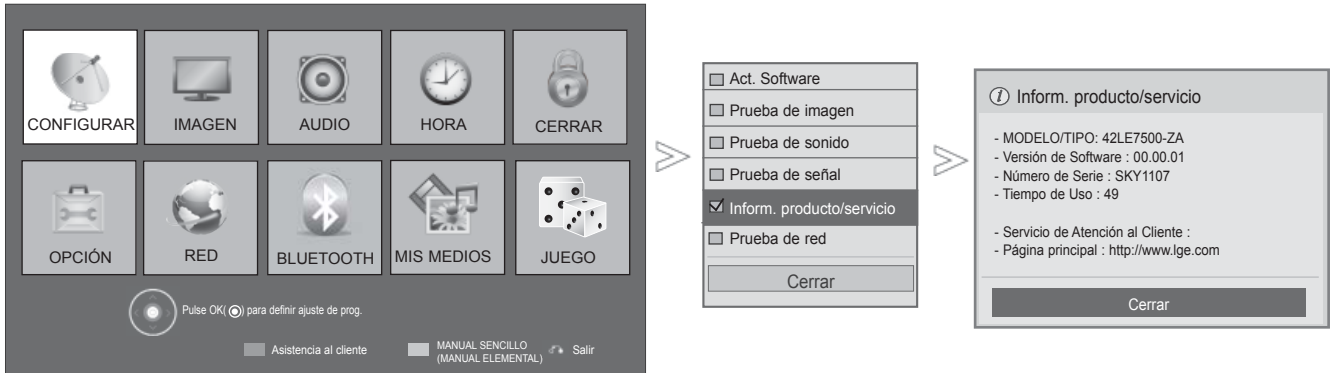 CONFIGURAR
IMAGEN
AUDIO
HORA
CERRAR
OPCIÓN
RED
BLUETOOTH
MIS MEDIOS
JUEGO
Pulse OK( ) para definir ajuste de prog.
Asistencia al cliente
MANUAL SENCILLO
(MANUAL ELEMENTAL)
Salir
Act. Software
Prueba de imagen
Prueba de sonido
Prueba de señal
Inform. producto/servicio
Prueba de red
Cerrar
i Inform. producto/servicio
- MODELO/TIPO: 42LE7500-ZA
- Versión de Software : 00.00.01
- Número de Serie : SKY1107
- Tiempo de Uso : 49
- Servicio de Atención al Cliente :
- Página principal : http://www.lge.com
Cerrar